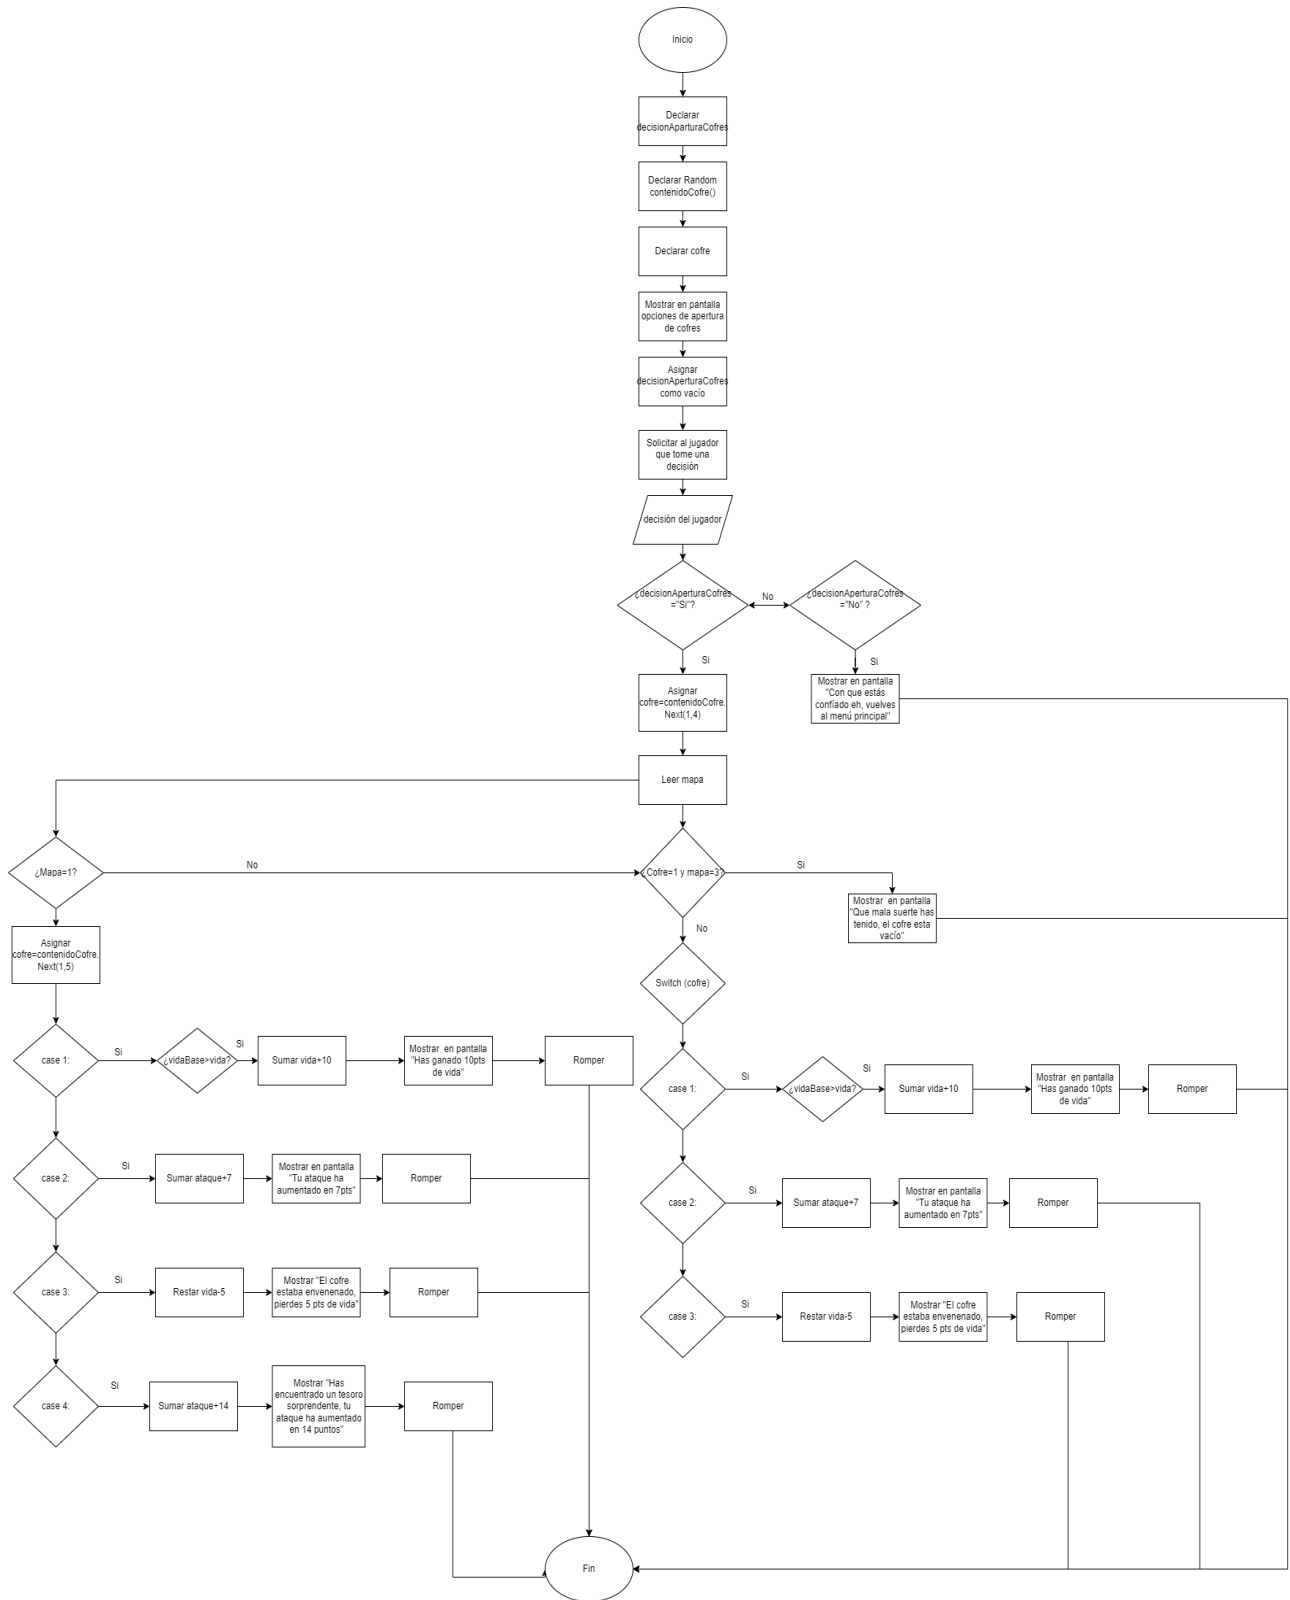 Inicio
Declarar
decisionAparturaCofres
Declarar Random
contenidoCofre()
Declarar cofre
Mostrar en pantalla
opciones de apertura
de cofres
Asignar
decisionAperturaCofres
como vacío
Solicitar al jugador
que tome una
decisión
decisión del jugador
¿decisionAperturaCofres
="Si"?
No
¿decisionAperturaCofres
="No" ?
Si
Si
Asignar
cofre=contenidoCofre.
Next(1,4)
Mostrar en pantalla
"Con que estás
confíado eh, vuelves
al menú principal"
Leer mapa
¿Mapa=1?
No
¿Cofre=1 y mapa=3?
Si
Mostrar en pantalla
"Que mala suerte has
tenido, el cofre esta
vacío"
No
Asignar
cofre=contenidoCofre.
Next(1,5)
Switch (cofre)
case 1:
Si
¿vidaBase>vida?
Si
Sumar vida+10
Mostrar en pantalla
"Has ganado 10pts
de vida"
Romper
case 1:
Si
¿vidaBase>vida?
Si
Sumar vida+10
Mostrar en pantalla
"Has ganado 10pts
de vida"
Romper
case 2:
Si
Sumar ataque+7
Mostrar en pantalla
"Tu ataque ha
aumentado en 7pts"
Romper
case 2:
Si
Sumar ataque+7
Mostrar en pantalla
"Tu ataque ha
aumentado en 7pts"
Romper
case 3:
Si
Restar vida-5
Mostrar "El cofre
estaba envenenado,
pierdes 5 pts de vida"
Romper
case 3:
Si
Restar vida-5
Mostrar "El cofre
estaba envenenado,
pierdes 5 pts de vida"
Romper
case 4:
Si
Sumar ataque+14
Mostrar "Has
encuentrado un tesoro
sorprendente, tu
ataque ha aumentado
en 14 puntos"
Romper
Fin